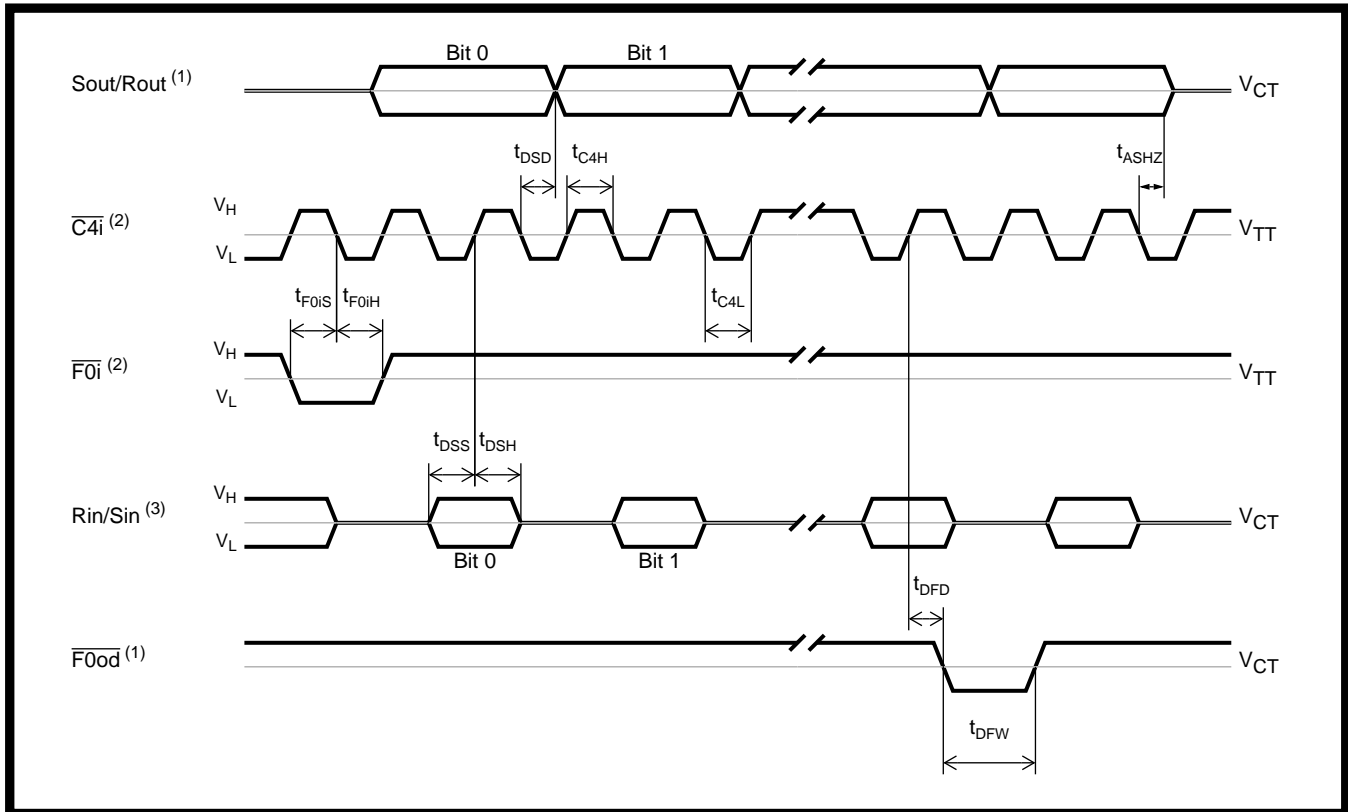 Bit 0 Bit 1
Sout/Rout (1) VCT
tDSD tC4H tASHZ
VH
C4i (2) VTT
VL
tF0iS tF0iH tC4L
VH
F0i (2) VTT
VL
tDSS tDSH
VH
Rin/Sin (3) VCT
VL
Bit 0 Bit 1
tDFD
F0od (1) VCT
tDFW